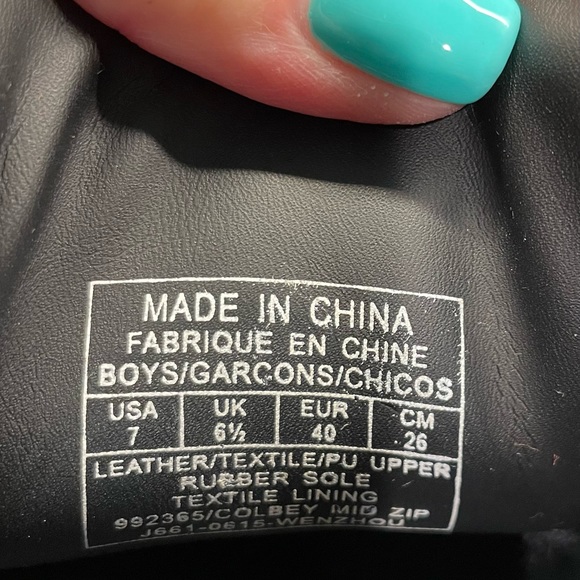 MADE IN CHINA
FABRIQUE EN CHINE
BOYS/GARCONS/CHICOS
USA UK EUR CM
7 6½ 40 26
LEATHER/TEXTILE/PU UPPER
RUBBER SOLE
TEXTILE LINING
992365/COLBEY MID ZIP
J661-0615-WENZHOU